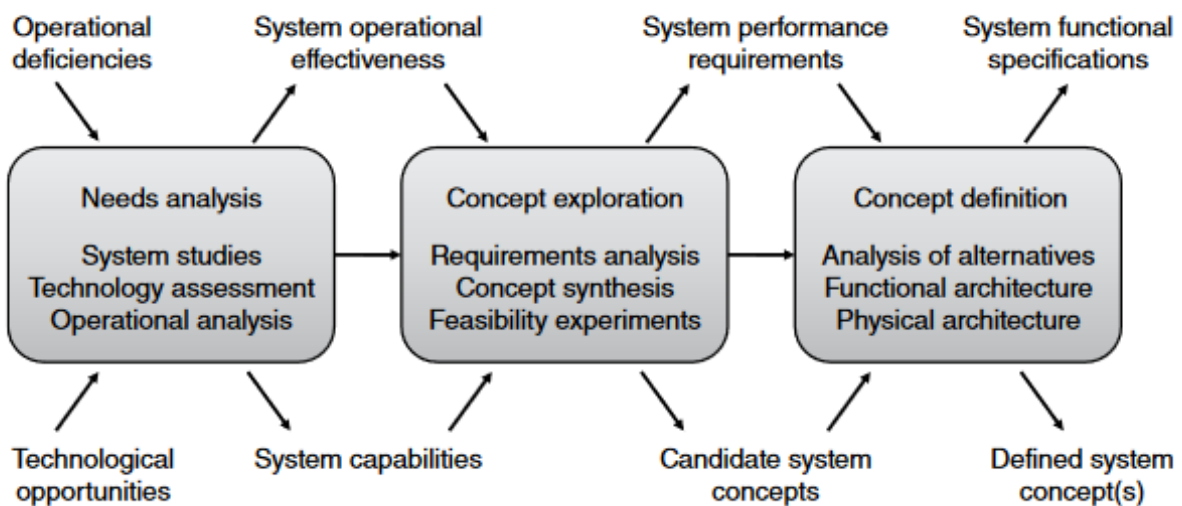 Operational
deficiencies
System operational
effectiveness
System performance
requirements
System functional
specifications
Needs analysis
System studies
Technology assessment
Operational analysis
Concept exploration
Requirements analysis
Concept synthesis
Feasibility experiments
Concept definition
Analysis of alternatives
Functional architecture
Physical architecture
Technological
opportunities
System capabilities
Candidate system
concepts
Defined system
concept(s)